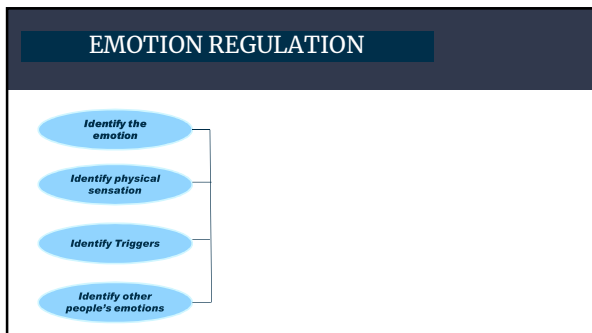 EMOTION REGULATION
Identify the
emotion
Identify physical
sensation
Identify Triggers
Identify other
people's emotions